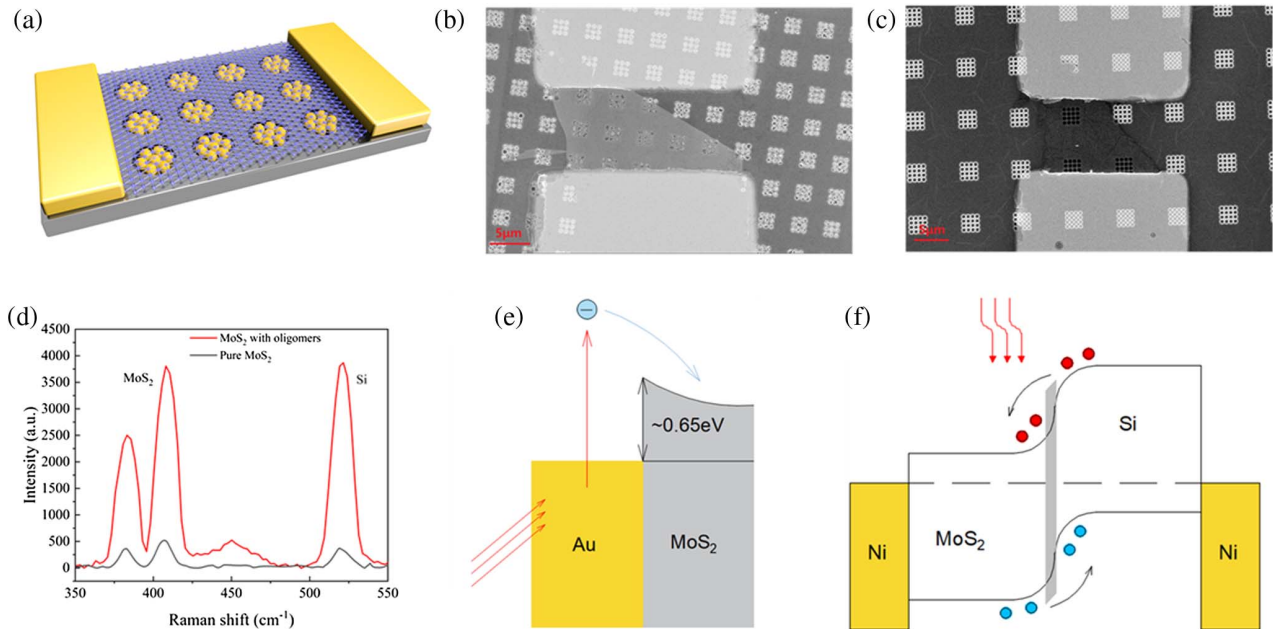 (a)
(b)
(c)
5μm
5μm
(d)
4500
4000
3500
3000
2500
2000
1500
1000
500
0
Intensity (a.u.)
MoS2 with oligomers
Pure MoS2
MoS2
Si
350
400
450
500
550
Raman shift (cm-1)
(e)
~0.65eV
Au
MoS2
(f)
Si
MoS2
Ni
Ni